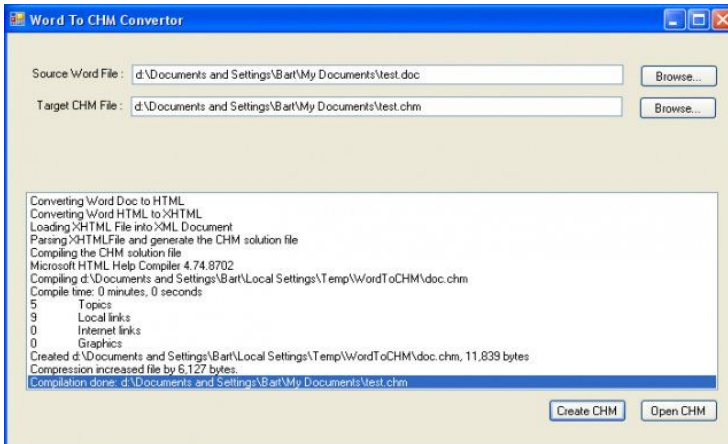 Word To CHM Convertor
Source Word File : d:\Documents and Settings\Bart\My Documents\test.doc Browse...
Target CHM File : d:\Documents and Settings\Bart\My Documents\test.chm Browse...
Converting Word Doc to HTML
Converting Word HTML to XHTML
Loading XHTML File into XML Document
Parsing XHTMLFile and generate the CHM solution file
Compiling the CHM solution file
Microsoft HTML Help Compiler 4.74.8702
Compiling d:\Documents and Settings\Bart\Local Settings\Temp\WordToCHM\doc.chm
Compile time: 0 minutes, 0 seconds
5 Topics
9 Local links
0 Internet links
0 Graphics
Created d:\Documents and Settings\Bart\Local Settings\Temp\WordToCHM\doc.chm, 11,839 bytes
Compression increased file by 6,127 bytes.
Compilation done: d:\Documents and Settings\Bart\My Documents\test.chm
Create CHM Open CHM